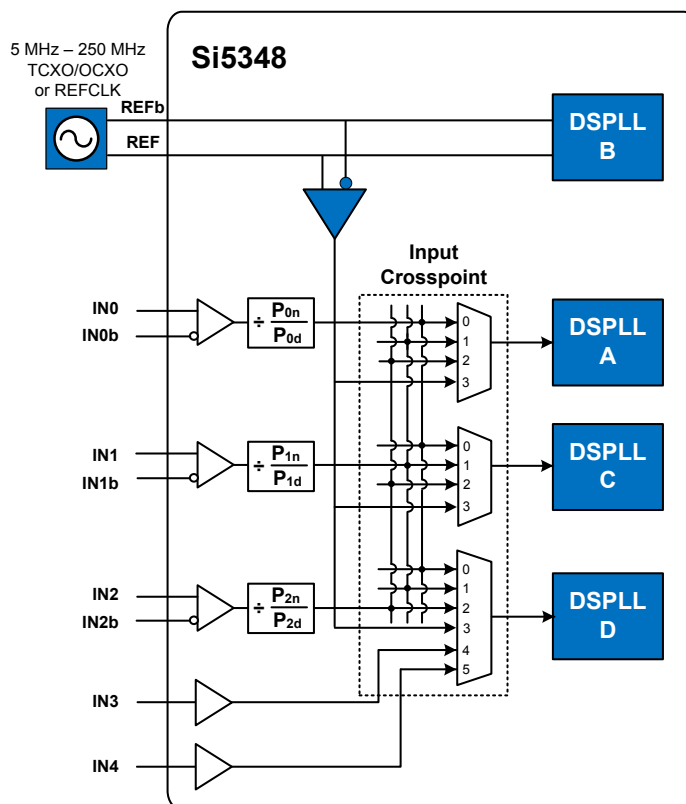 5 MHz – 250 MHz
TCXO/OCXO
or REFCLK
Si5348
REFb
REF
DSPLL
B
Input
Crosspoint
IN0
IN0b
÷ P0n
P0d
0
1
2
3
DSPLL
A
IN1
IN1b
÷ P1n
P1d
0
1
2
3
DSPLL
C
IN2
IN2b
÷ P2n
P2d
0
1
2
3
4
5
DSPLL
D
IN3
IN4